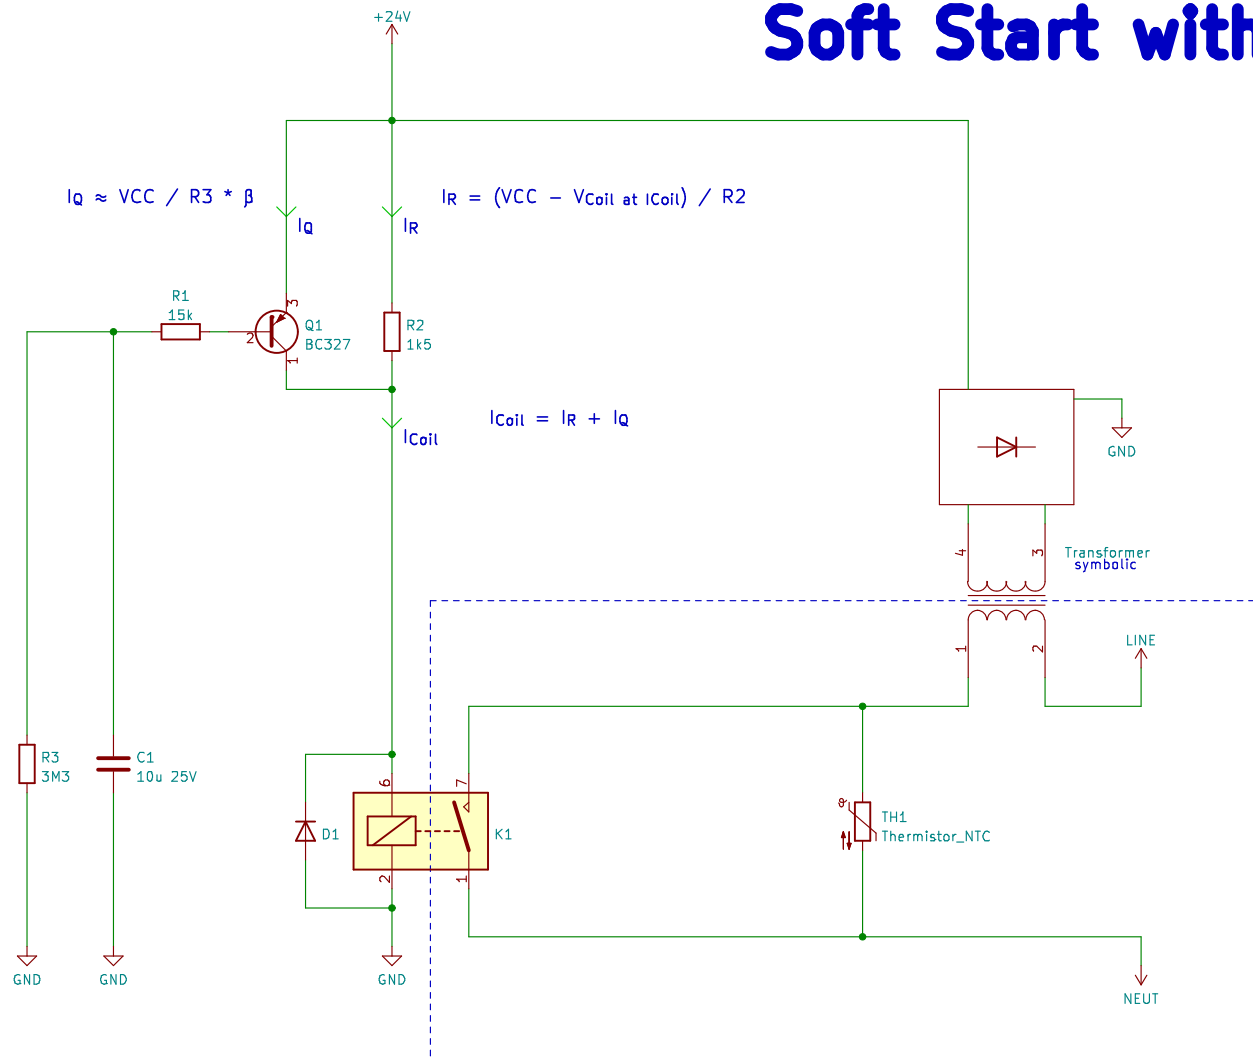 +24V
Soft Start with
IQ ≈ VCC / R3 * β
IR = (VCC − VCoil at ICoil) / R2
IQ
IR
R1
15k
3
2
1
Q1
BC327
R2
1k5
ICoil = IR + IQ
ICoil
GND
4
3
Transformer
symbolic
1
2
LINE
R3
3M3
C1
10u 25V
6
7
D1
K1
2
1
TH1
Thermistor_NTC
GND
GND
GND
NEUT